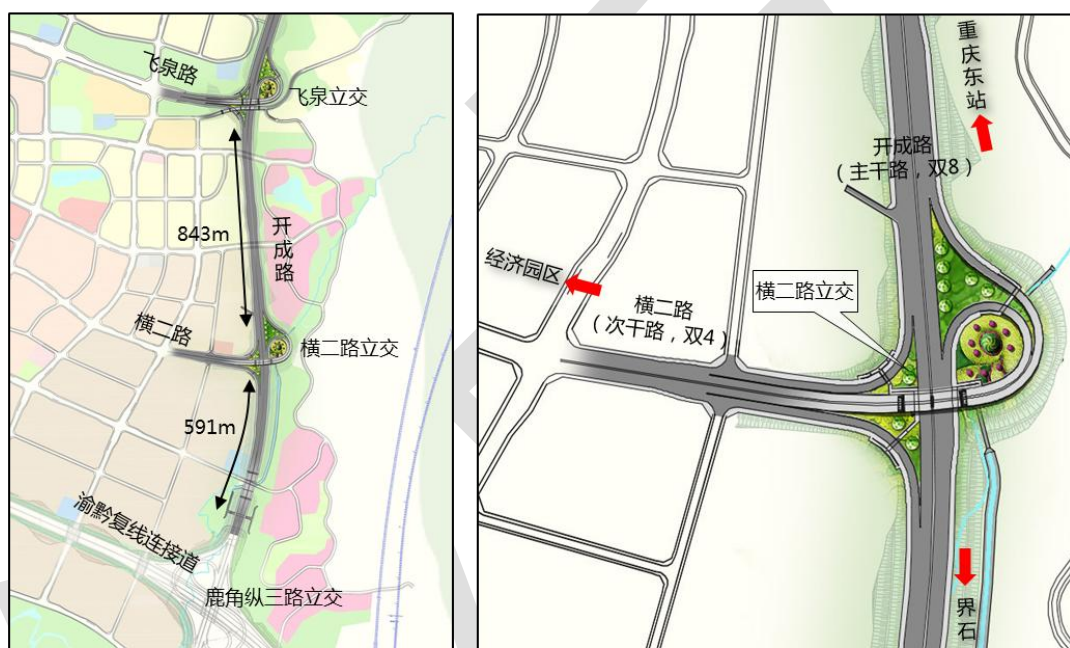 飞泉路
飞泉立交
843m
开成路
横二路
横二路立交
591m
渝黔复线连接道
鹿角纵三路立交
重庆东站
开成路
（主干路，双8）
经济园区
横二路
（次干路，双4）
横二路立交
界石